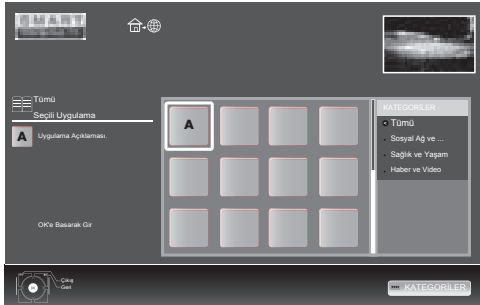 SMART
Tümü
Seçili Uygulama
A
Uygulama Açıklaması.
OK'e Basarak Gir
A
KATEGORİLER
Tümü
Sosyal Ağ ve ...
Sağlık ve Yaşam
Haber ve Video
Çıkış
Geri
KATEGORİLER